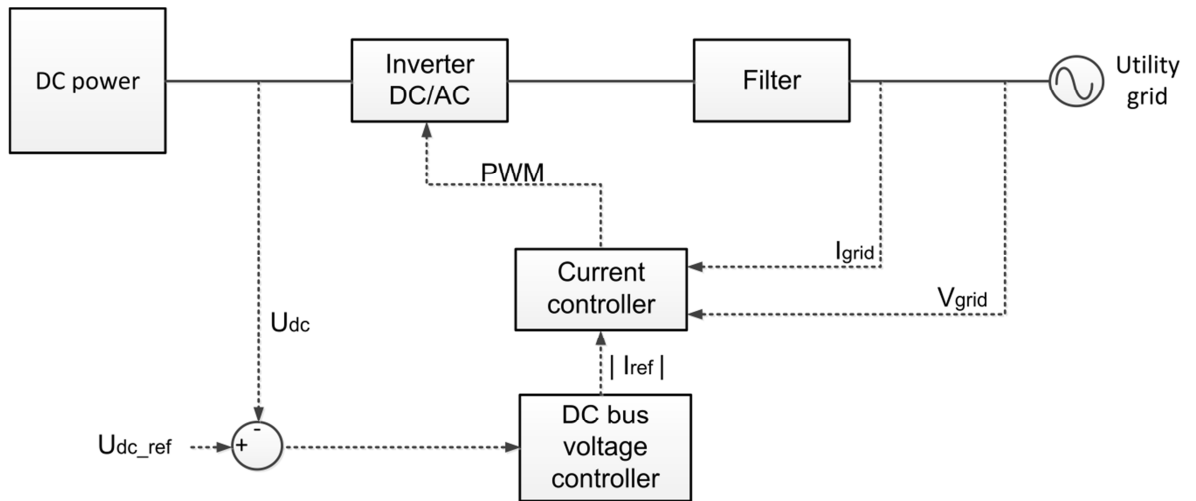 DC power
Inverter
DC/AC
Filter
Utility
grid
PWM
Igrid
Current
controller
Vgrid
Udc
| Iref |
DC bus
voltage
controller
Udc_ref
+
-